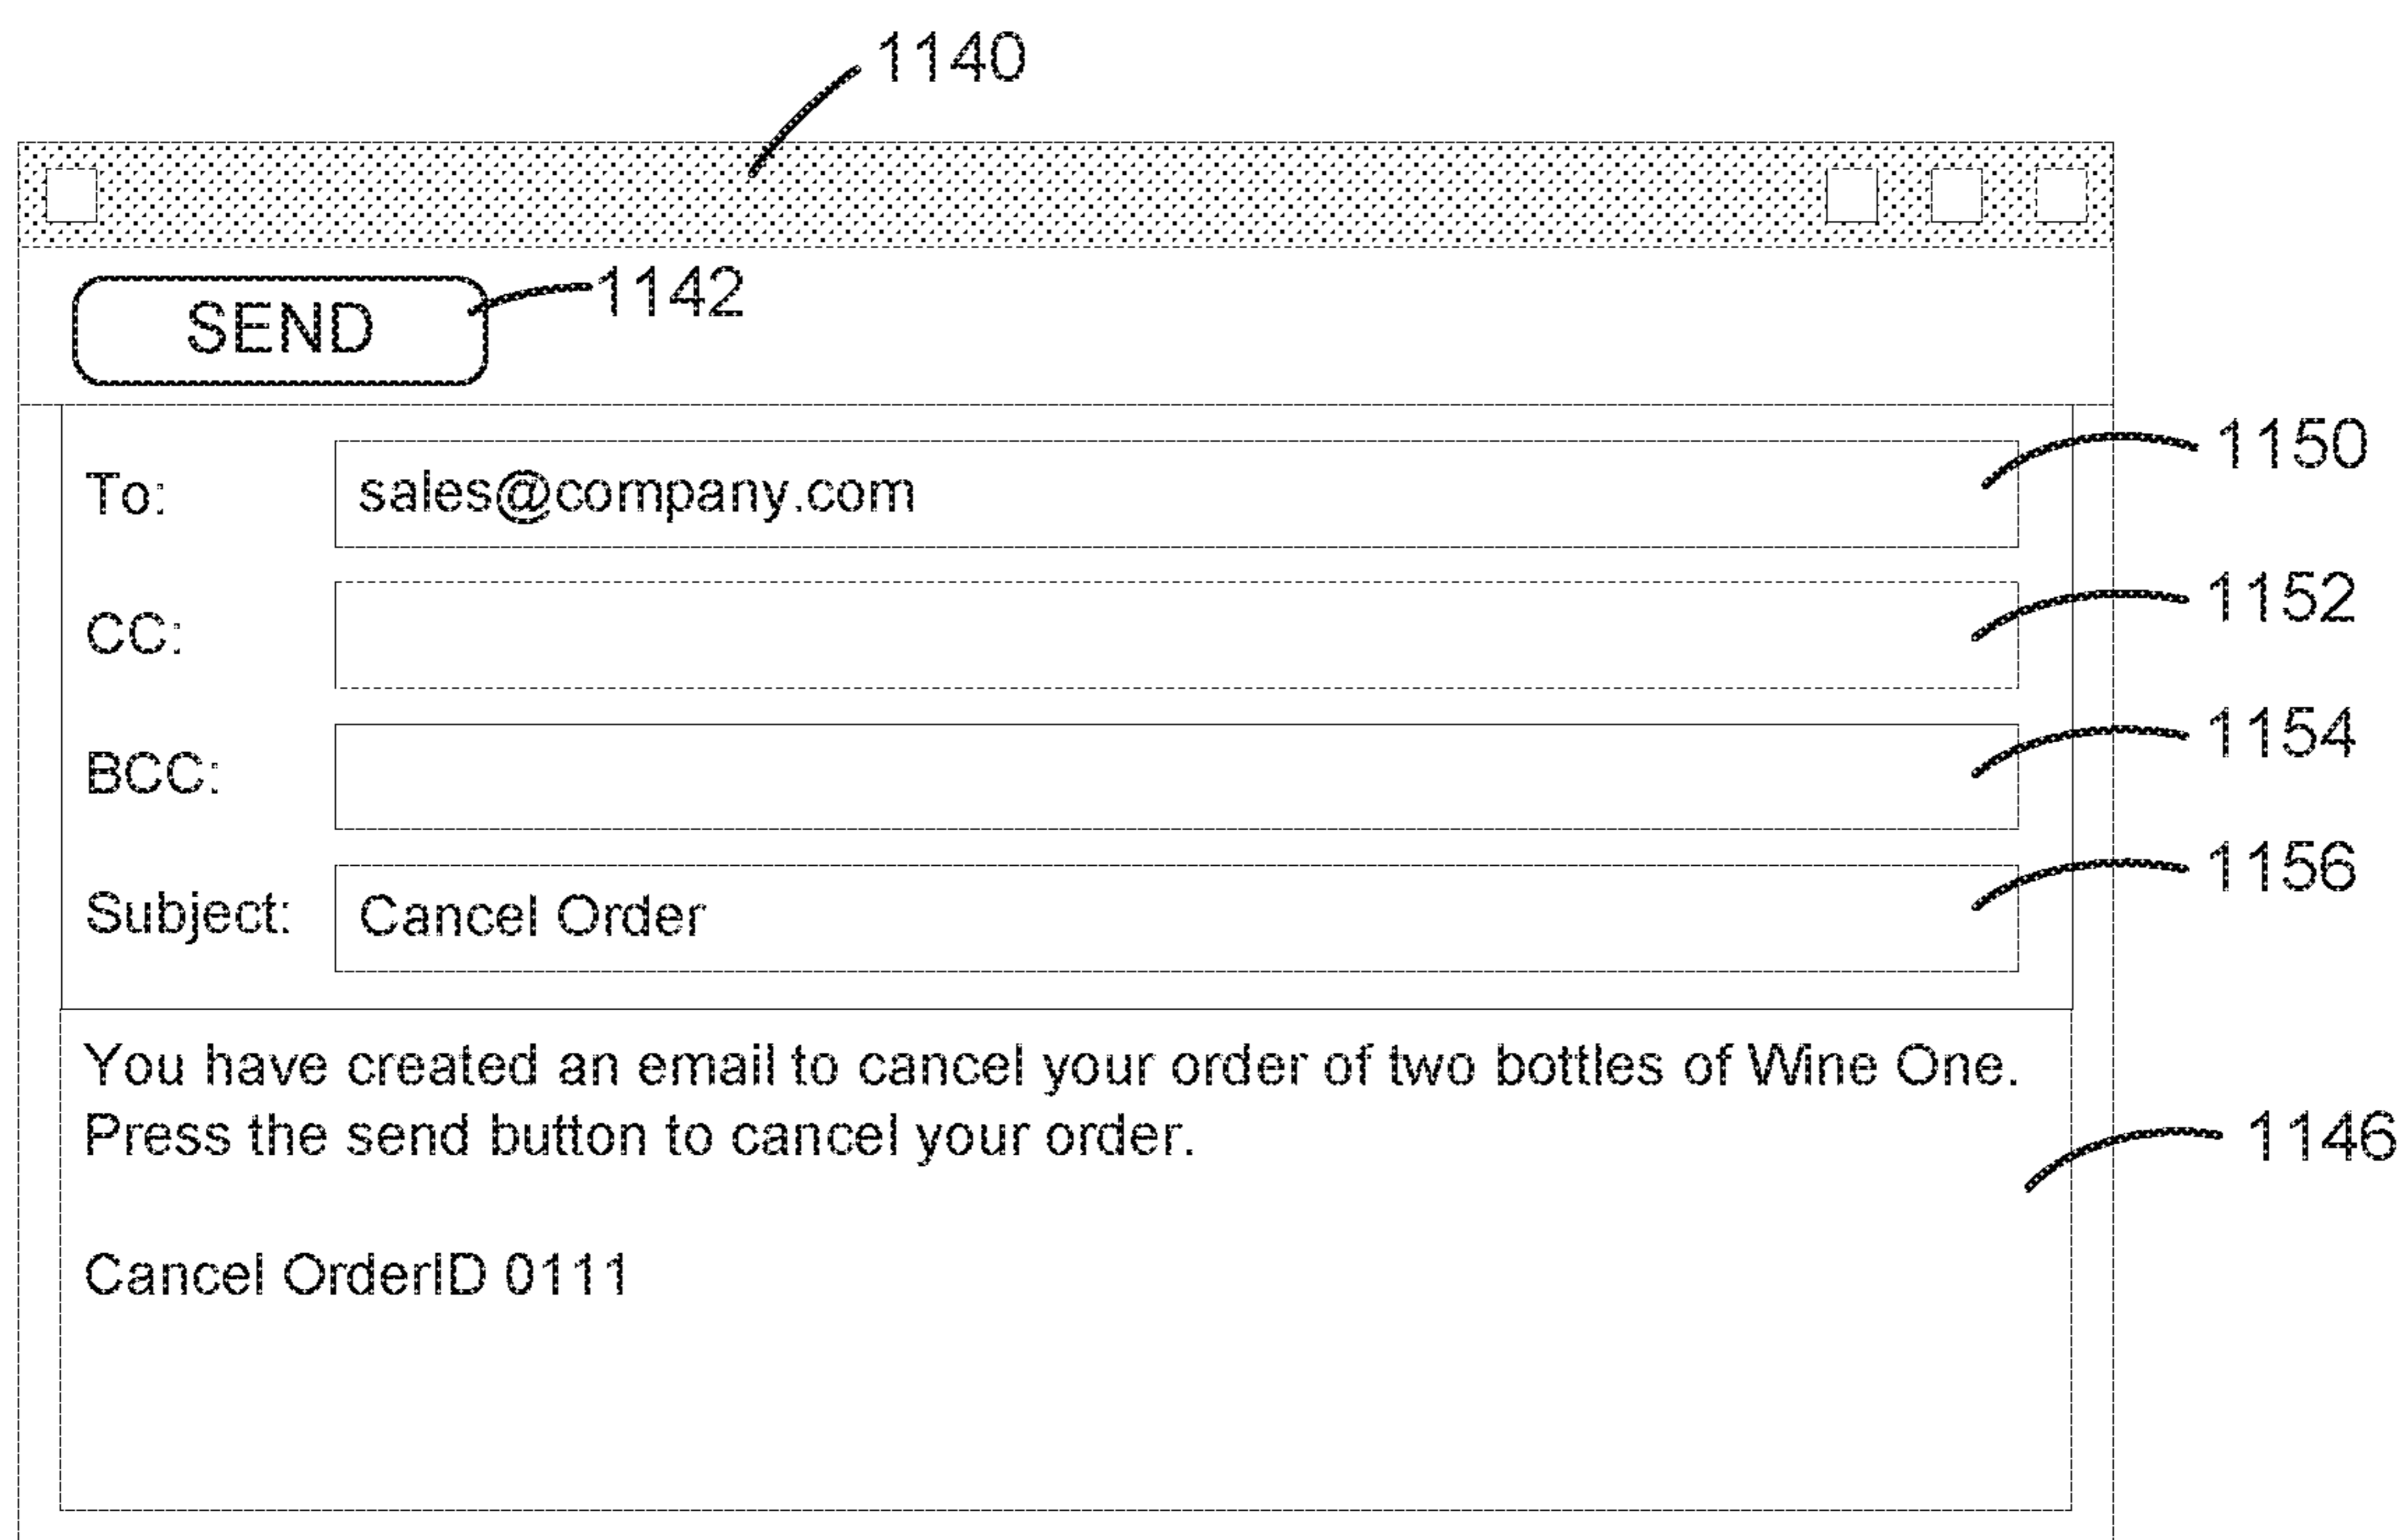 1140
SEND 1142
To: sales@company.com 1150
CC: 1152
BCC: 1154
Subject: Cancel Order 1156
You have created an email to cancel your order of two bottles of Wine One.
Press the send button to cancel your order.
1146
Cancel OrderID 0111